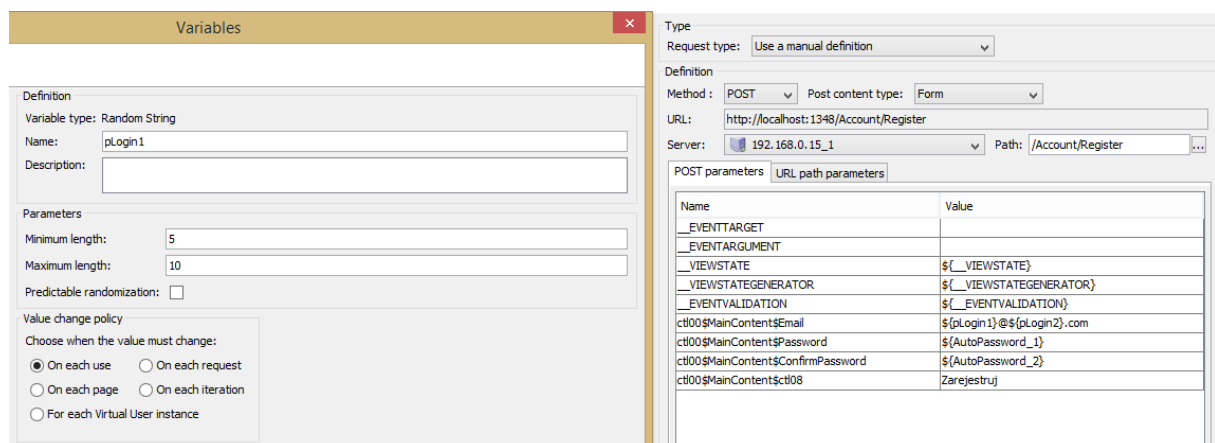 Variables
Definition
Variable type: Random String
Name: pLogin1
Description:
Parameters
Minimum length: 5
Maximum length: 10
Predictable randomization:
Value change policy
Choose when the value must change:
On each use On each request
On each page On each iteration
For each Virtual User instance
Type
Request type: Use a manual definition
Definition
Method : POST Post content type: Form
URL: http://localhost:1348/Account/Register
Server: 192.168.0.15_1 Path: /Account/Register ...
POST parameters URL path parameters
Name Value
__EVENTTARGET
__EVENTARGUMENT
__VIEWSTATE ${__VIEWSTATE}
__VIEWSTATEGENERATOR ${__VIEWSTATEGENERATOR}
__EVENTVALIDATION ${__EVENTVALIDATION}
ctl00$MainContent$Email ${pLogin1}@${pLogin2}.com
ctl00$MainContent$Password ${AutoPassword_1}
ctl00$MainContent$ConfirmPassword ${AutoPassword_2}
ctl00$MainContent$ctl08 Zarejestruj